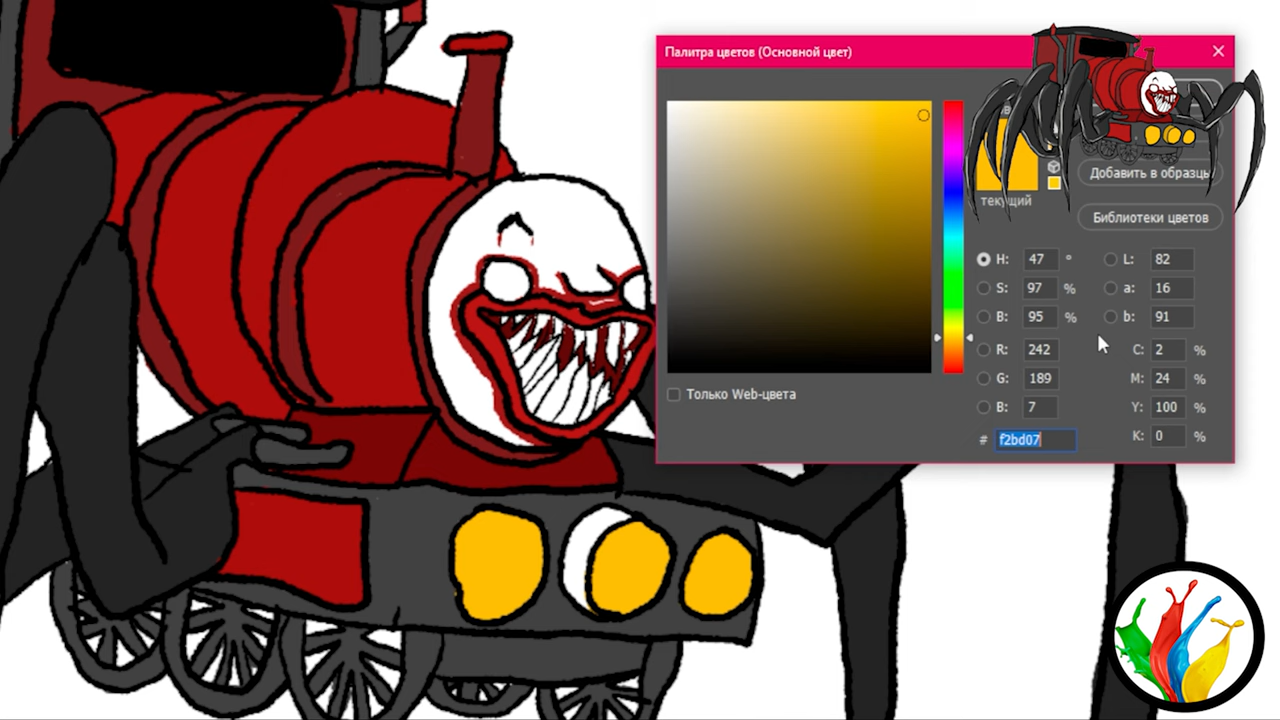 Палитра цветов (Основной цвет)
Добавить в образцы
текущий
Библиотеки цветов
H: 47 °
L: 82
S: 97 %
a: 16
B: 95 %
b: 91
R: 242
C: 2 %
G: 189
M: 24 %
Только Web-цвета
B: 7
Y: 100 %
# f2bd07
K: 0 %